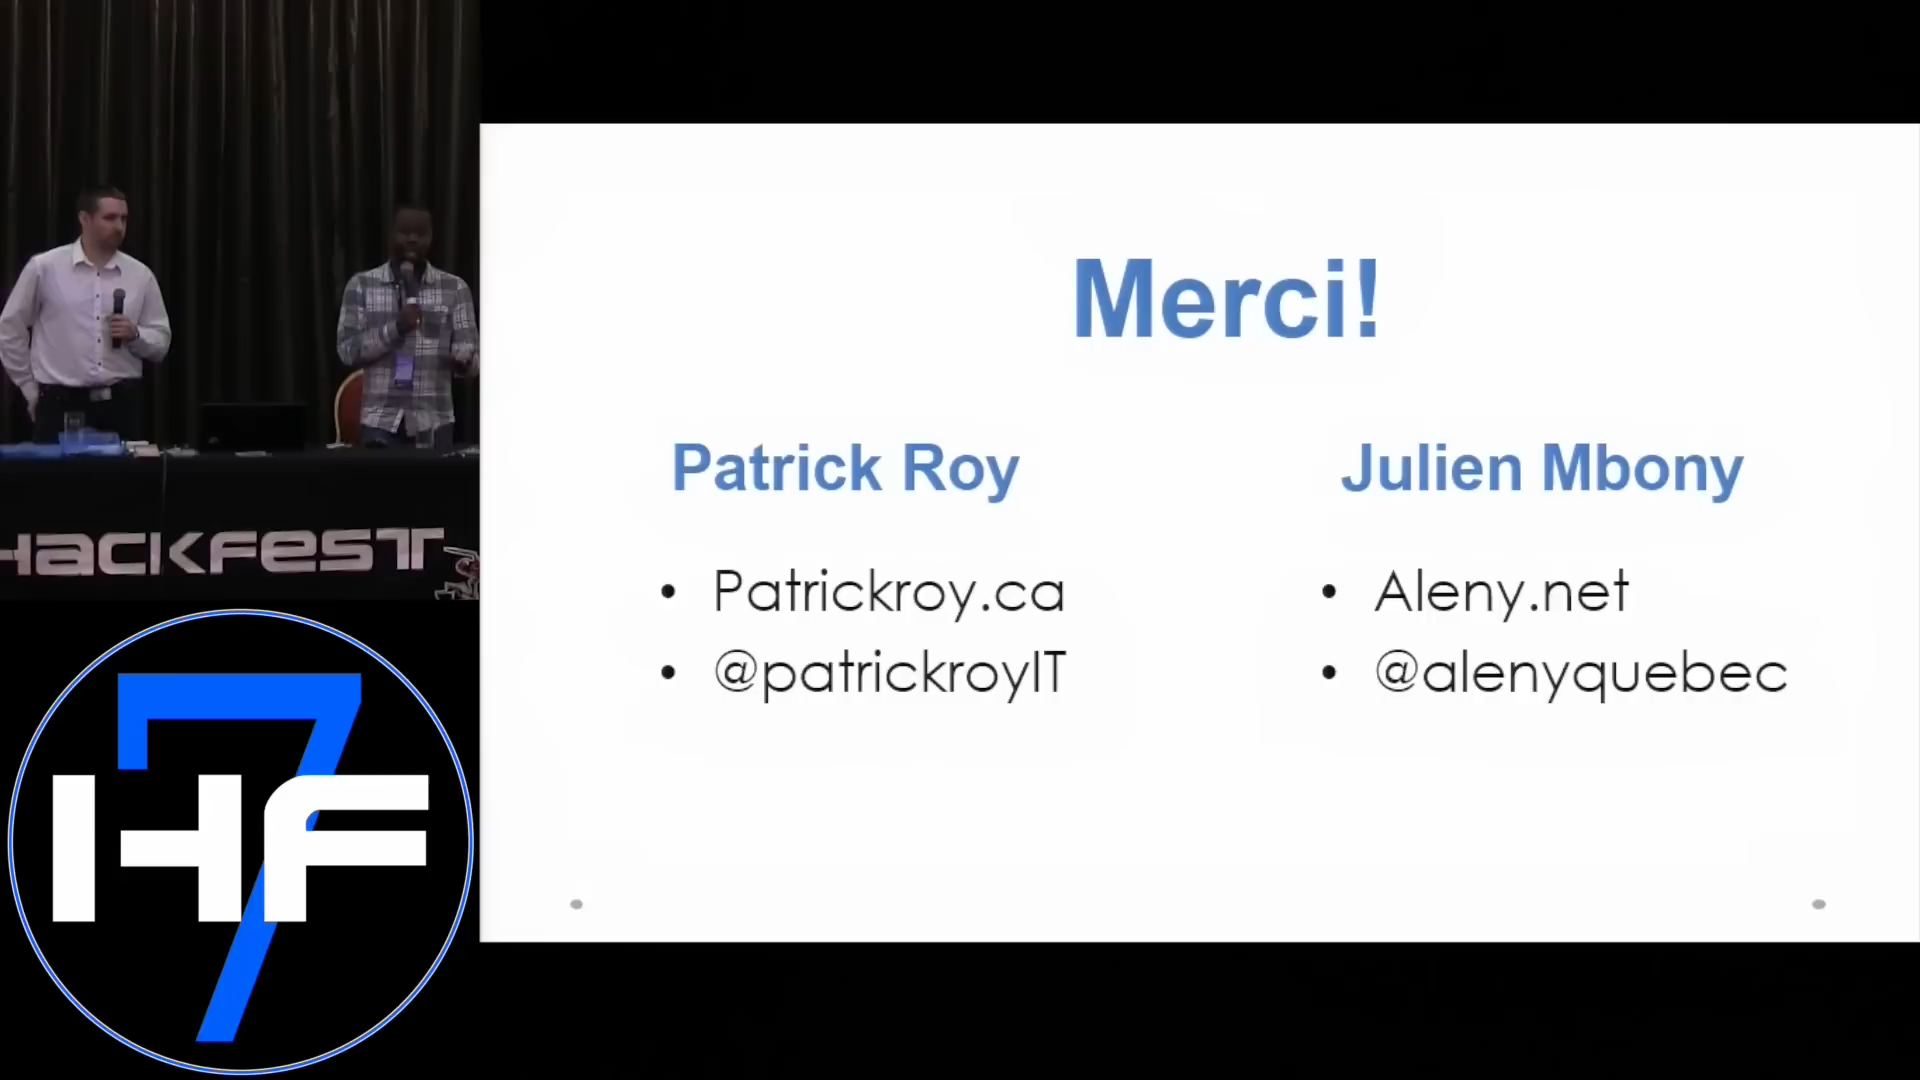 Merci!
Patrick Roy
• Patrickroy.ca
• @patrickroyIT
Julien Mbony
• Aleny.net
• @alenyquebec
HACKFEST
7
HF